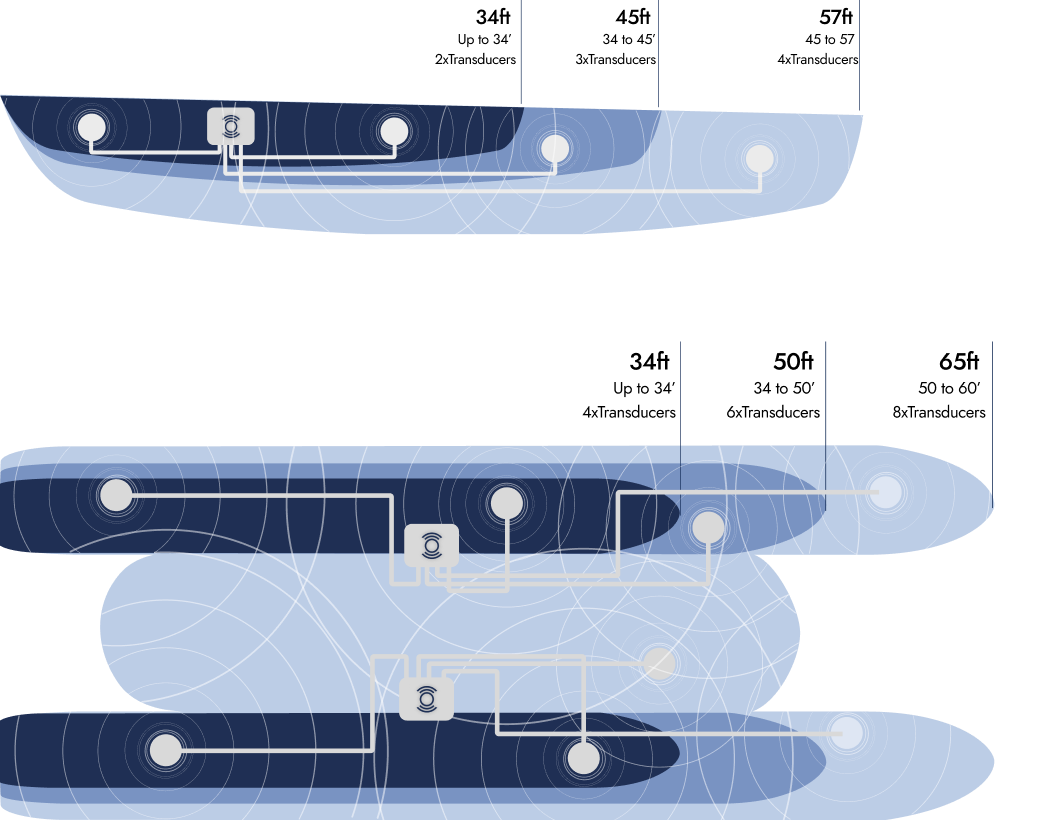 34ft
Up to 34’
2xTransducers
45ft
34 to 45’
3xTransducers
57ft
45 to 57
4xTransducers
34ft
Up to 34’
4xTransducers
50ft
34 to 50’
6xTransducers
65ft
50 to 60’
8xTransducers